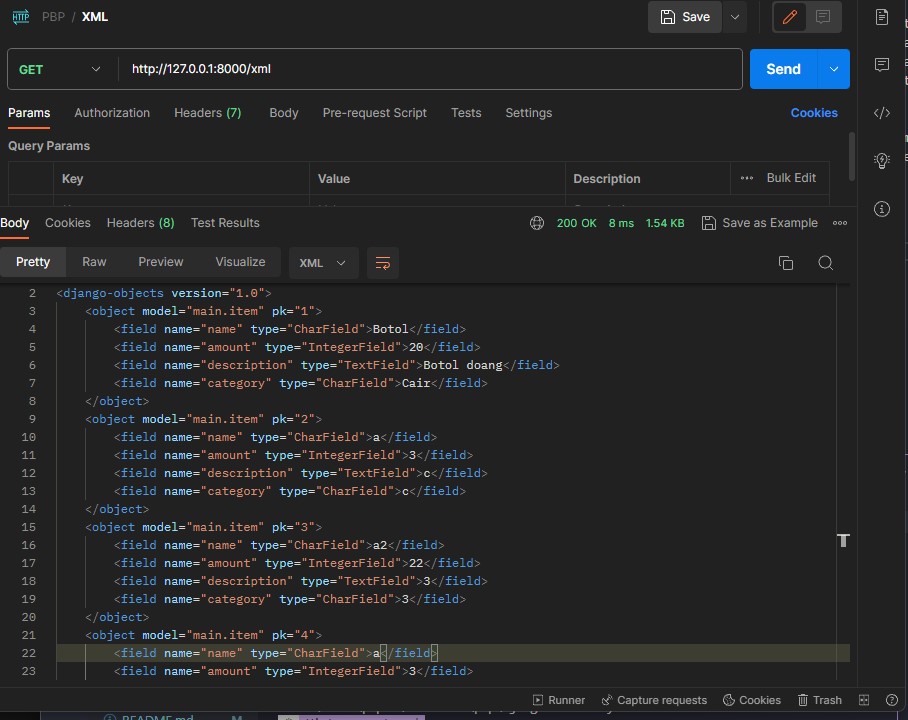 HTTP PBP / XML Save
GET http://127.0.0.1:8000/xml Send
Params Authorization Headers (7) Body Pre-request Script Tests Settings Cookies
Query Params
Key Value Description ••• Bulk Edit
Body Cookies Headers (8) Test Results 200 OK 8 ms 1.54 KB Save as Example
Pretty Raw Preview Visualize XML
2 <django-objects version="1.0">
3 <object model="main.item" pk="1">
4 <field name="name" type="CharField">Botol</field>
5 <field name="amount" type="IntegerField">20</field>
6 <field name="description" type="TextField">Botol doang</field>
7 <field name="category" type="CharField">Cair</field>
8 </object>
9 <object model="main.item" pk="2">
10 <field name="name" type="CharField">a</field>
11 <field name="amount" type="IntegerField">3</field>
12 <field name="description" type="TextField">c</field>
13 <field name="category" type="CharField">c</field>
14 </object>
15 <object model="main.item" pk="3">
16 <field name="name" type="CharField">a2</field>
17 <field name="amount" type="IntegerField">22</field>
18 <field name="description" type="TextField">3</field>
19 <field name="category" type="CharField">3</field>
20 </object>
21 <object model="main.item" pk="4">
22 <field name="name" type="CharField">a</field>
23 <field name="amount" type="IntegerField">3</field>
Runner Capture requests Cookies Trash
README.md M